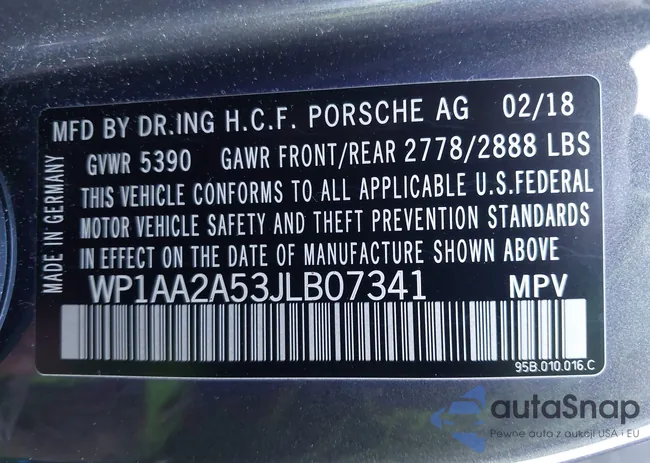 MFD BY DR.ING H.C.F. PORSCHE AG 02/18
GVWR 5390 GAWR FRONT/REAR 2778/2888 LBS
THIS VEHICLE CONFORMS TO ALL APPLICABLE U.S.FEDERAL
MOTOR VEHICLE SAFETY AND THEFT PREVENTION STANDARDS
IN EFFECT ON THE DATE OF MANUFACTURE SHOWN ABOVE
WP1AA2A53JLB07341 MPV
MADE IN GERMANY
95B.010.016.C
autaSnap
Pewne auta z aukcji USA i EU